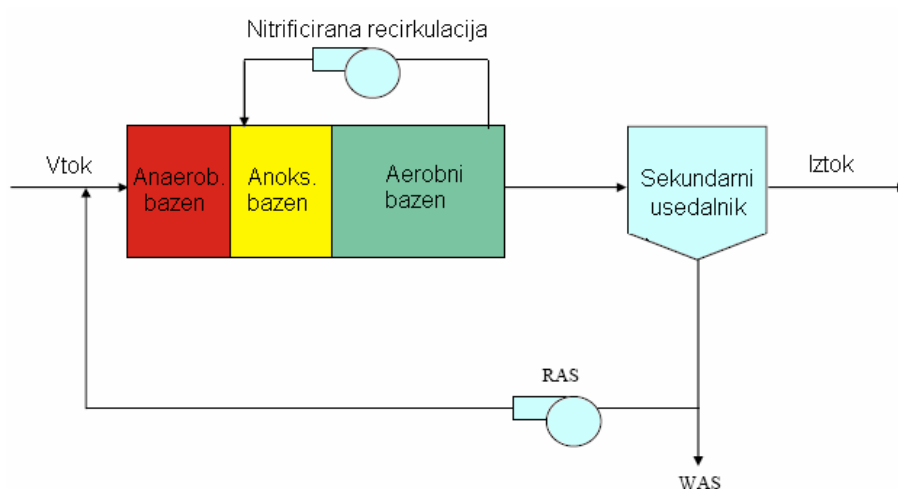 Nitrificirana recirkulacija
Vtok
Anaerob.
bazen
Anoks.
bazen
Aerobni
bazen
Sekundarni
usedalnik
Iztok
RAS
WAS